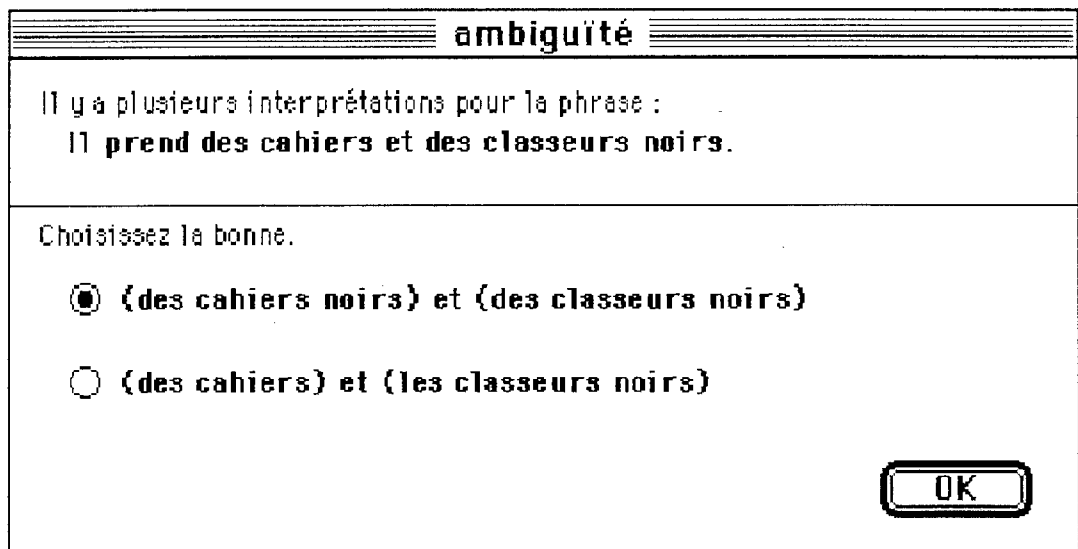 ambiguïté
Il y a plusieurs interprétations pour la phrase :
Il prend des cahiers et des classeurs noirs.
Choisissez la bonne.
(des cahiers noirs) et (des classeurs noirs)
(des cahiers) et (les classeurs noirs)
OK